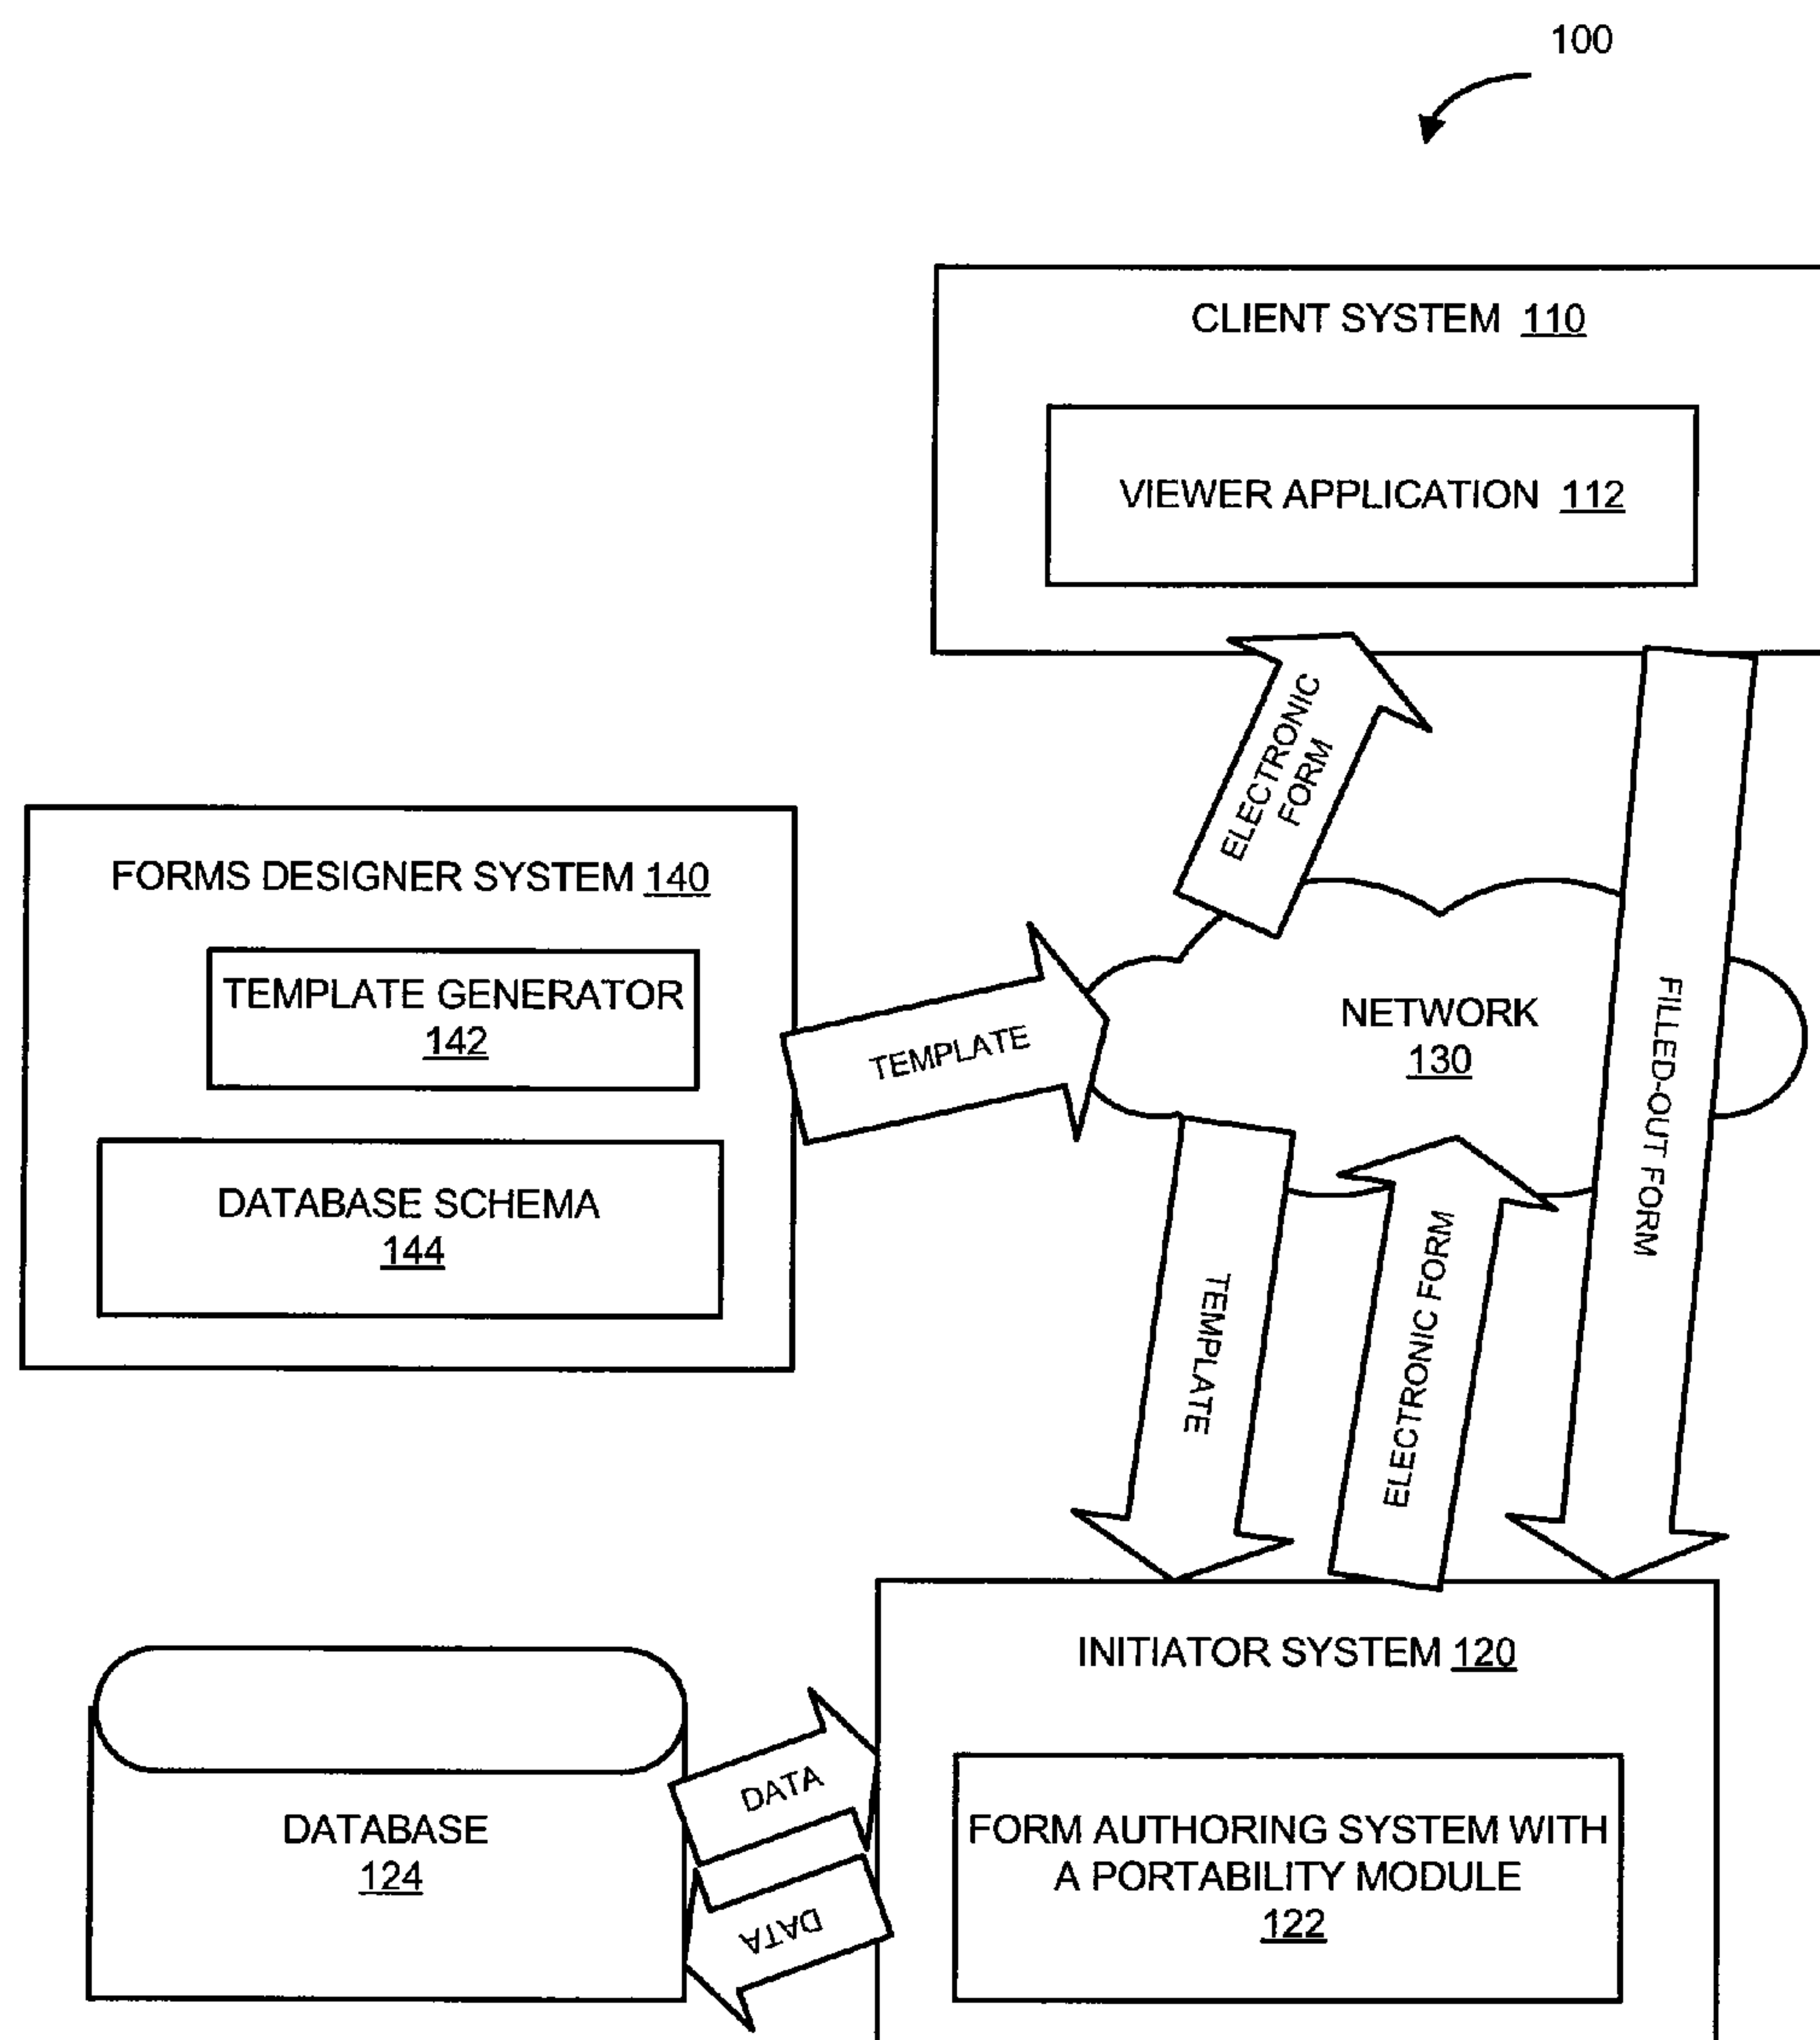 100
CLIENT SYSTEM 110
VIEWER APPLICATION 112
ELECTRONIC
FORM
FORMS DESIGNER SYSTEM 140
TEMPLATE GENERATOR
142
DATABASE SCHEMA
144
TEMPLATE
NETWORK
130
FILLED-OUT FORM
TEMPLATE
ELECTRONIC FORM
INITIATOR SYSTEM 120
FORM AUTHORING SYSTEM WITH
A PORTABILITY MODULE
122
DATABASE
124
DATA
DATA